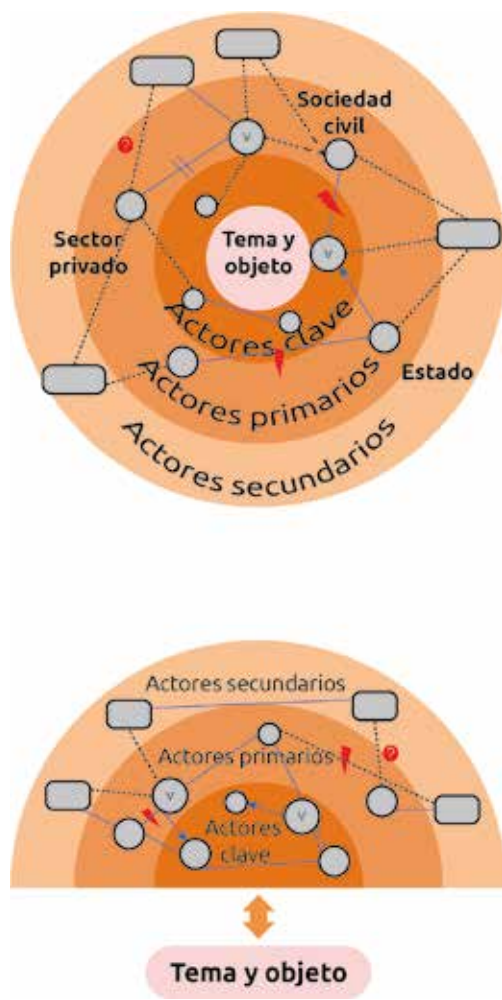 Sociedad
civil
v
?
Sector
privado
Tema y
objeto
v
Actores clave
Estado
Actores primarios
Actores secundarios
Actores secundarios
Actores primarios
?
v
v
Actores
clave
Tema y objeto